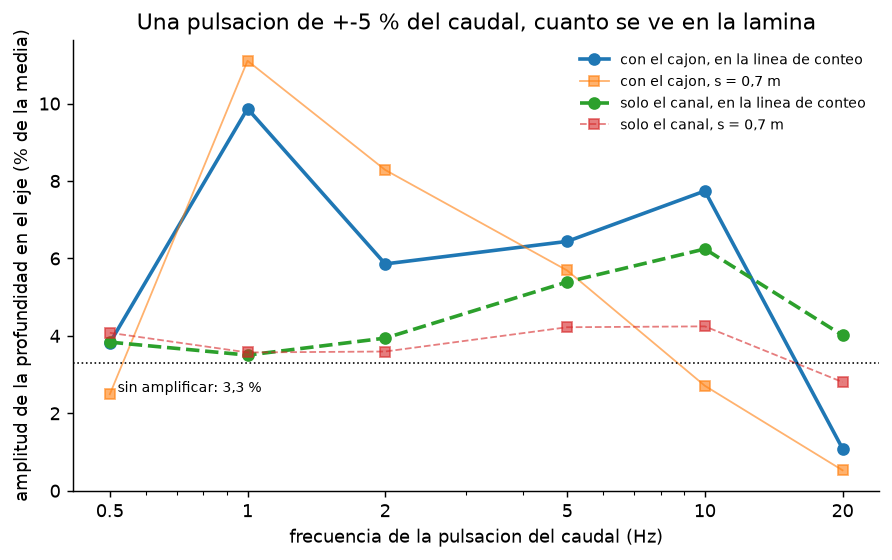 Una pulsacion de +-5 % del caudal, cuanto se ve en la lamina
amplitud de la profundidad en el eje (% de la media)
10
8
6
4
2
0
con el cajon, en la linea de conteo
con el cajon, s = 0,7 m
solo el canal, en la linea de conteo
solo el canal, s = 0,7 m
sin amplificar: 3,3 %
0.5 1 2 5 10 20
frecuencia de la pulsacion del caudal (Hz)